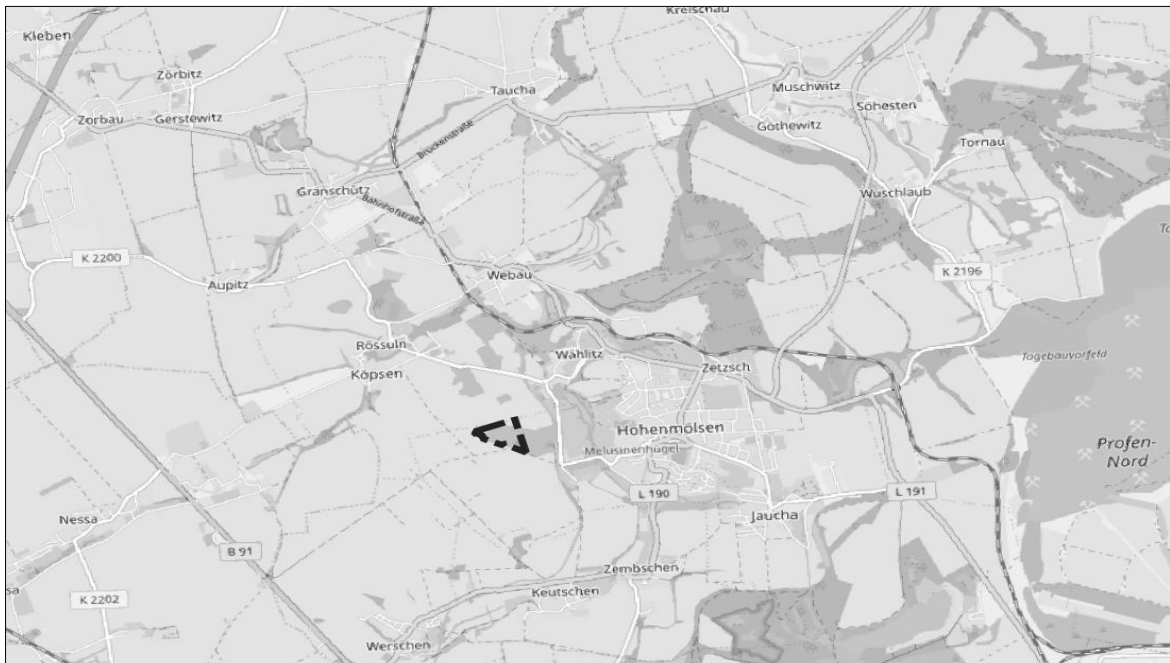 Kreischau
Kleben
Zörbitz
Taucha
Muschwitz
Söhesten
Zorbau
Gerstewitz
Göthewitz
Brückenstraße
Tornau
Granschütz
Wuschlaub
Bahnhofstraße
K 2200
Webau
K 2196
Aupitz
Rössuln
Wählitz
Tagebauvorfeld
Köpsen
Zetzsch
Hohenmölsen
Melusinenhügel
Profen-
Nord
L 190
L 191
Nessa
Jaucha
B 91
Zembschen
Keutschen
K 2202
Werschen